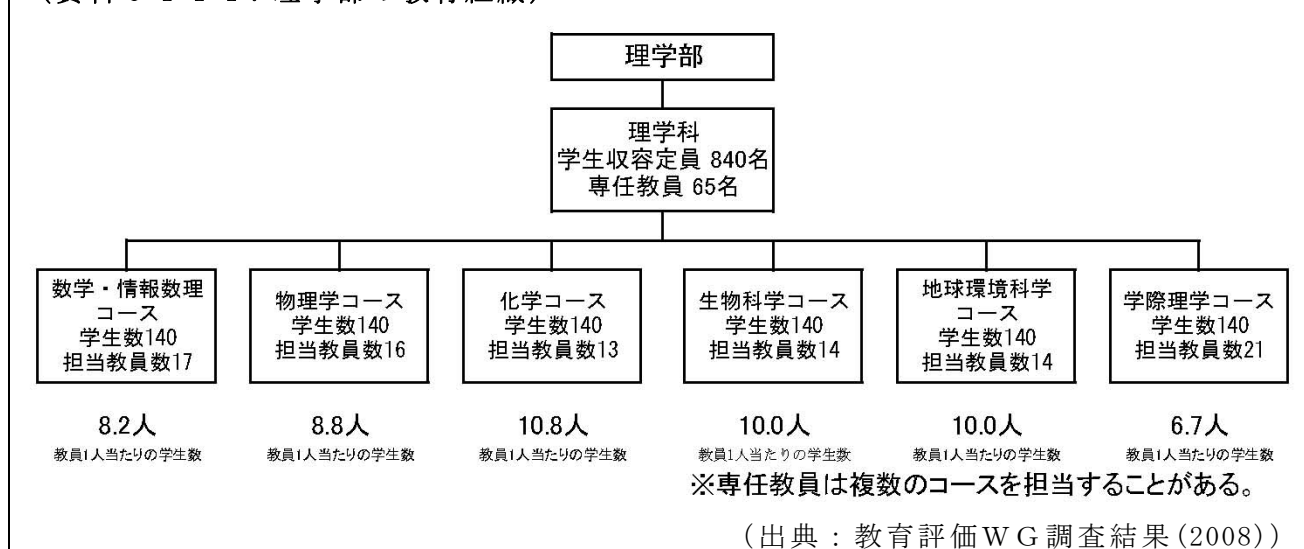 理学部
理学科
学生収容定員 840名
専任教員 65名
数学・情報数理
コース
学生数140
担当教員数17
物理学コース
学生数140
担当教員数16
化学コース
学生数140
担当教員数13
生物科学コース
学生数140
担当教員数14
地球環境科学
コース
学生数140
担当教員数14
学際理学コース
学生数140
担当教員数21
8.2人
教員1人当たりの学生数
8.8人
教員1人当たりの学生数
10.8人
教員1人当たりの学生数
10.0人
教員1人当たりの学生数
10.0人
教員1人当たりの学生数
6.7人
教員1人当たりの学生数
※専任教員は複数のコースを担当することがある。
(出典：教育評価WG調査結果(2008))